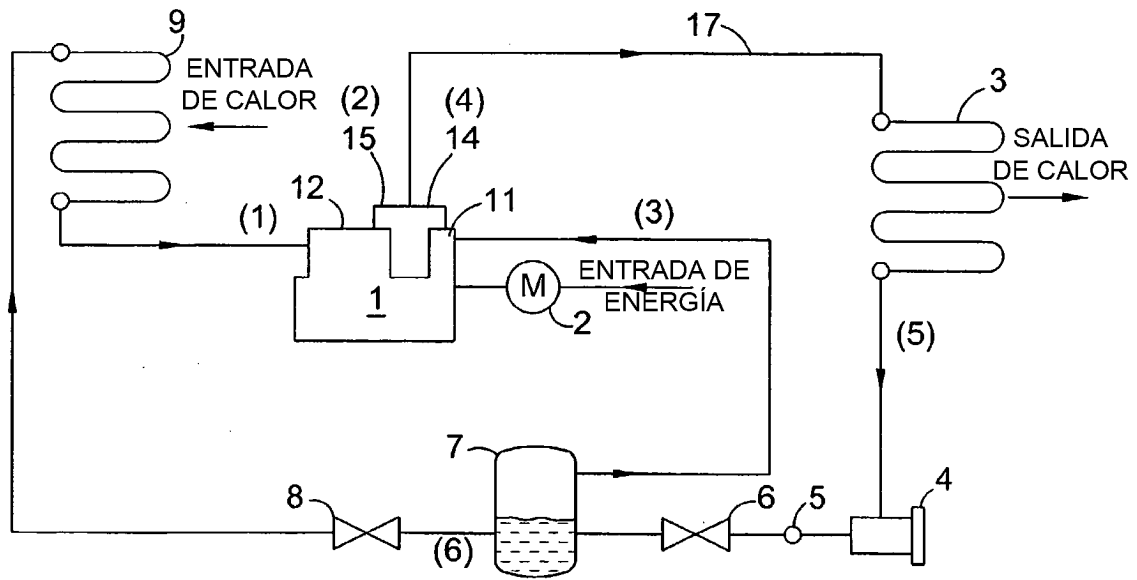 9
17
ENTRADA
DE CALOR
(2)
(4)
3
15
14
SALIDA
DE CALOR
12
11
(1)
(3)
ENTRADA DE
ENERGÍA
M
1
2
(5)
7
4
8
6
5
(6)